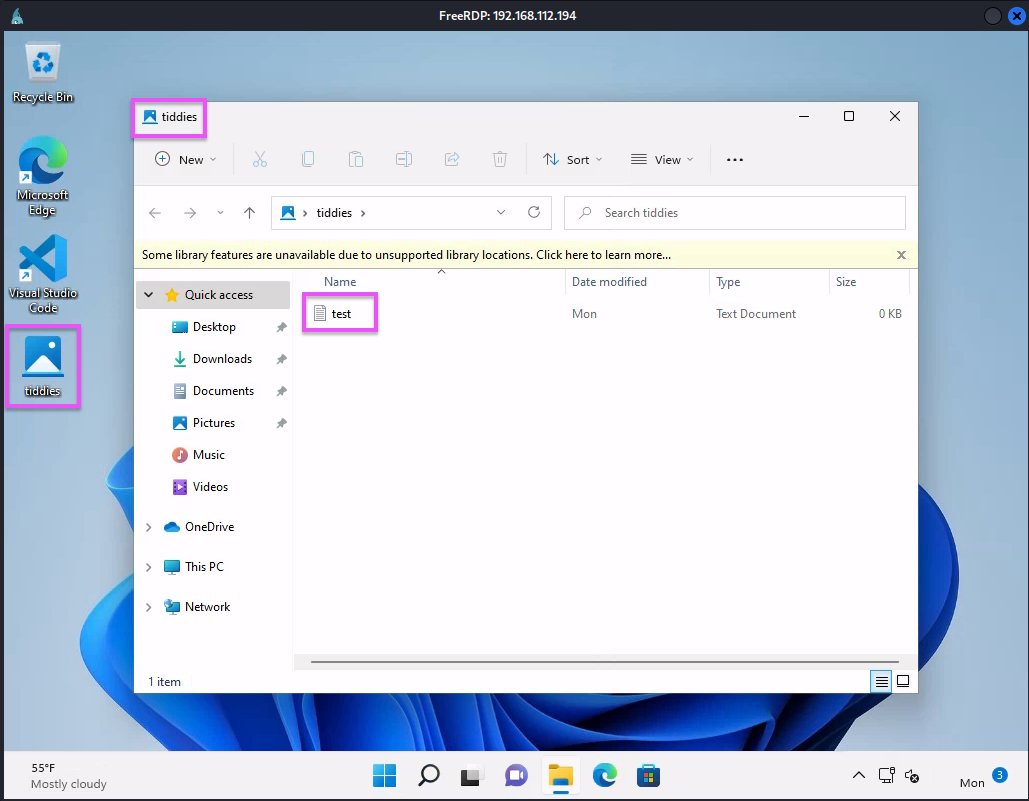 FreeRDP: 192.168.112.194
Recycle Bin
Microsoft
Edge
Visual Studio
Code
tiddies
tiddies
New
Sort
View
tiddies
Search tiddies
Some library features are unavailable due to unsupported library locations. Click here to learn more...
Name Date modified Type Size
test Mon Text Document 0 KB
Quick access
Desktop
Downloads
Documents
Pictures
Music
Videos
OneDrive
This PC
Network
1 item
55°F
Mostly cloudy
Mon 3